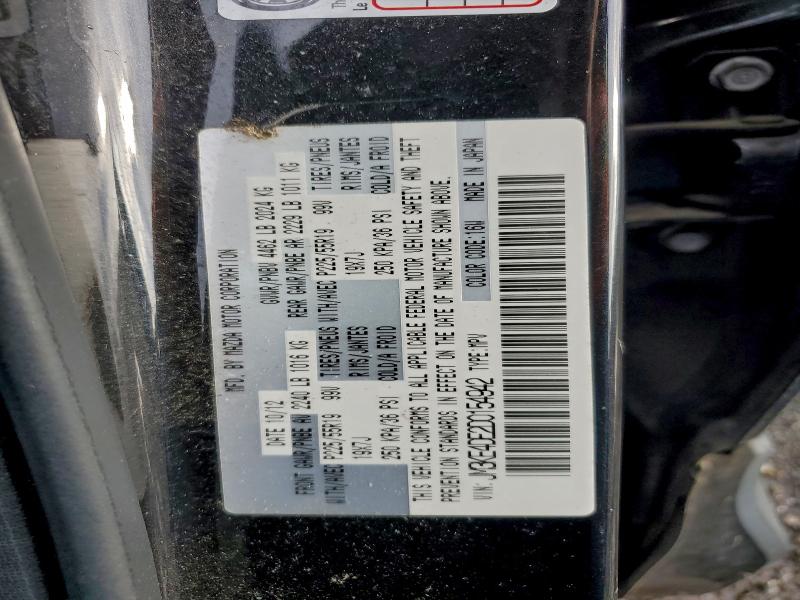 MFD. BY MAZDA MOTOR CORPORATION
DATE 10/12 GVWR/PNBV 4462 LB 2024 KG
FRONT GAWR/PNBE AV 2240 LB 1016 KG REAR GAWR/PNBE AR 2229 LB 1011 KG
WITH/AVEC P225/55R19 99V TIRES/PNEUS WITH/AVEC P225/55R19 99V TIRES/PNEUS
19X7J RIMS/JANTES 19X7J RIMS/JANTES
250 KPA/36 PSI COLD/A FROID 250 KPA/36 PSI COLD/A FROID
THIS VEHICLE CONFORMS TO ALL APPLICABLE FEDERAL MOTOR VEHICLE SAFETY AND THEFT
PREVENTION STANDARDS IN EFFECT ON THE DATE OF MANUFACTURE SHOWN ABOVE.
VIN: JM3KE4DE2D0154942 TYPE:MPV COLOR CODE:16W MADE IN JAPAN
Th
Le